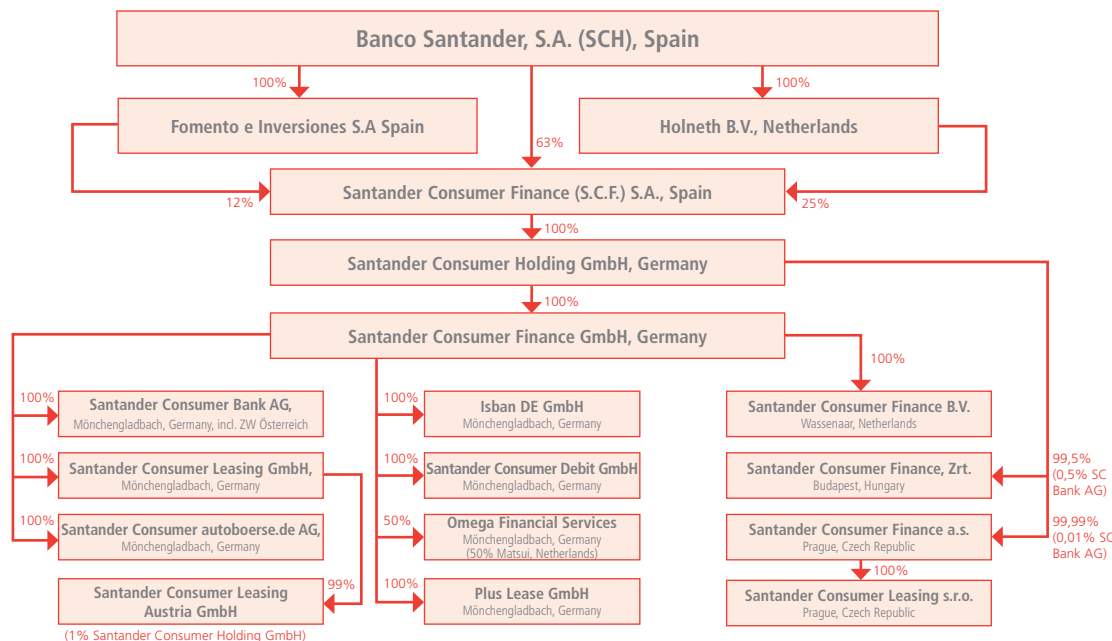 Banco Santander, S.A. (SCH), Spain
100%
100%
63%
Fomento e Inversiones S.A Spain
Holneth B.V., Netherlands
12%
Santander Consumer Finance (S.C.F.) S.A., Spain
25%
100%
Santander Consumer Holding GmbH, Germany
100%
Santander Consumer Finance GmbH, Germany
100%
100%
Santander Consumer Bank AG,
Mönchengladbach, Germany, incl. ZW Österreich
100%
Santander Consumer Leasing GmbH,
Mönchengladbach, Germany
100%
Santander Consumer autoboerse.de AG,
Mönchengladbach, Germany
99%
Santander Consumer Leasing
Austria GmbH
(1% Santander Consumer Holding GmbH)
100%
Isban DE GmbH
Mönchengladbach, Germany
100%
Santander Consumer Debit GmbH
Mönchengladbach, Germany
50%
Omega Financial Services
Mönchengladbach, Germany
(50% Matsui, Netherlands)
100%
Plus Lease GmbH
Mönchengladbach, Germany
Santander Consumer Finance B.V.
Wassenaar, Netherlands
Santander Consumer Finance, Zrt.
Budapest, Hungary
99,5%
(0,5% SC
Bank AG)
Santander Consumer Finance a.s.
Prague, Czech Republic
99,99%
(0,01% SC
Bank AG)
100%
Santander Consumer Leasing s.r.o.
Prague, Czech Republic